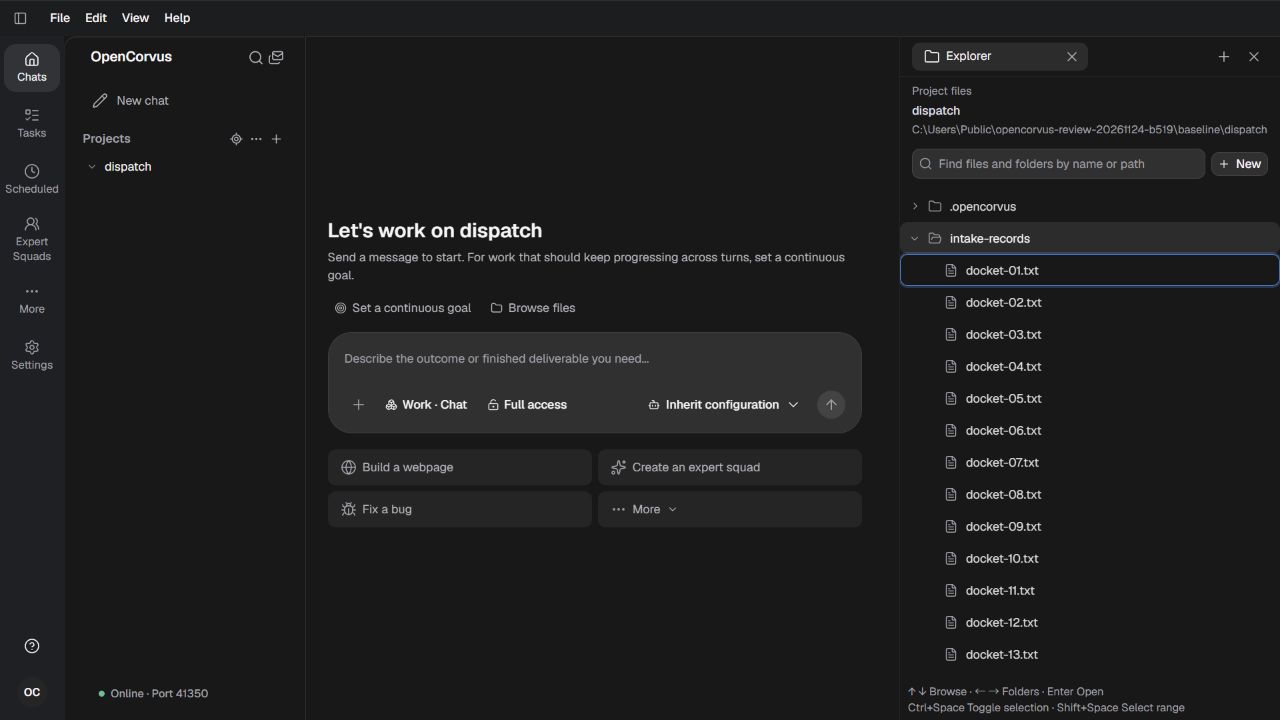 File Edit View Help
Chats
Tasks
Scheduled
Expert
Squads
More
Settings
OC
OpenCorvus
New chat
Projects
dispatch
Online · Port 41350
Let's work on dispatch
Send a message to start. For work that should keep progressing across turns, set a continuous
goal.
Set a continuous goal Browse files
Describe the outcome or finished deliverable you need...
Work · Chat Full access Inherit configuration
Build a webpage Create an expert squad
Fix a bug More
Explorer
Project files
dispatch
C:\Users\Public\opencorvus-review-20261124-b519\baseline\dispatch
Find files and folders by name or path New
.opencorvus
intake-records
docket-01.txt
docket-02.txt
docket-03.txt
docket-04.txt
docket-05.txt
docket-06.txt
docket-07.txt
docket-08.txt
docket-09.txt
docket-10.txt
docket-11.txt
docket-12.txt
docket-13.txt
↑↓ Browse · ←→ Folders · Enter Open
Ctrl+Space Toggle selection · Shift+Space Select range